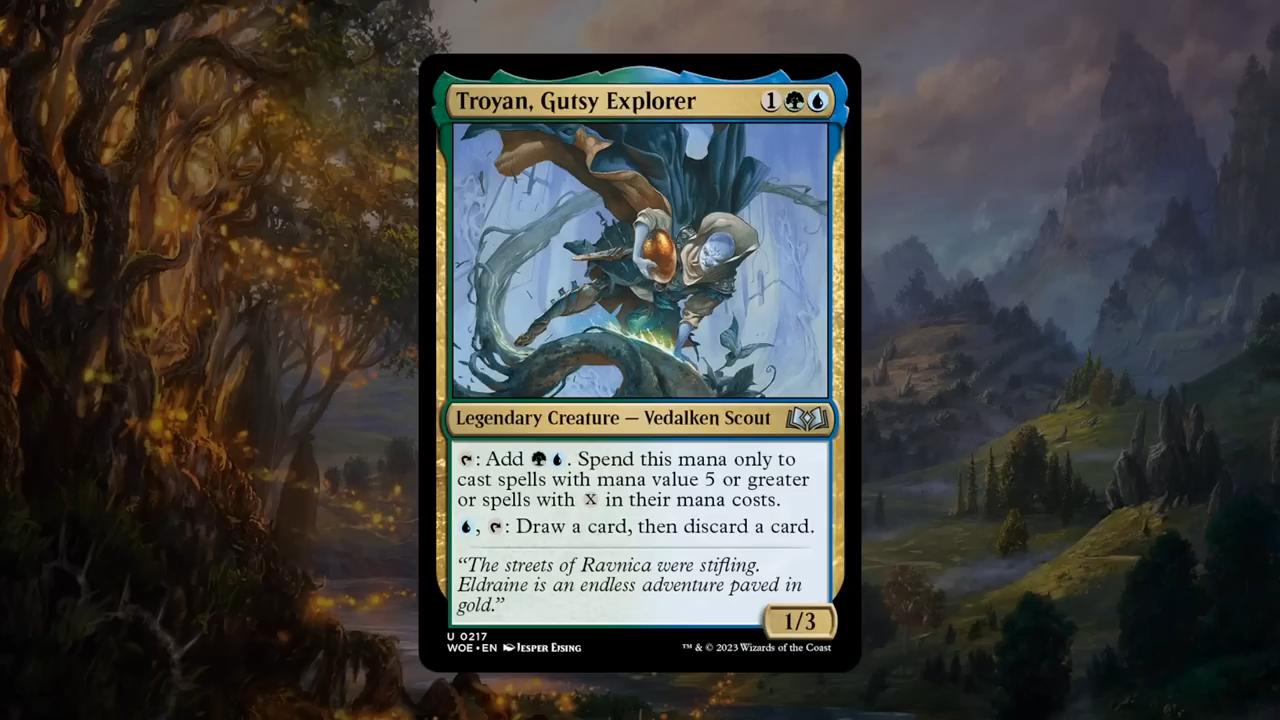 Troyan, Gutsy Explorer 1
Legendary Creature — Vedalken Scout
: Add . Spend this mana only to
cast spells with mana value 5 or greater
or spells with X in their mana costs.
, : Draw a card, then discard a card.
“The streets of Ravnica were stifling.
Eldraine is an endless adventure paved in
gold.”
1/3
U 0217
WOE • EN Jesper Ejsing
™ & © 2023 Wizards of the Coast